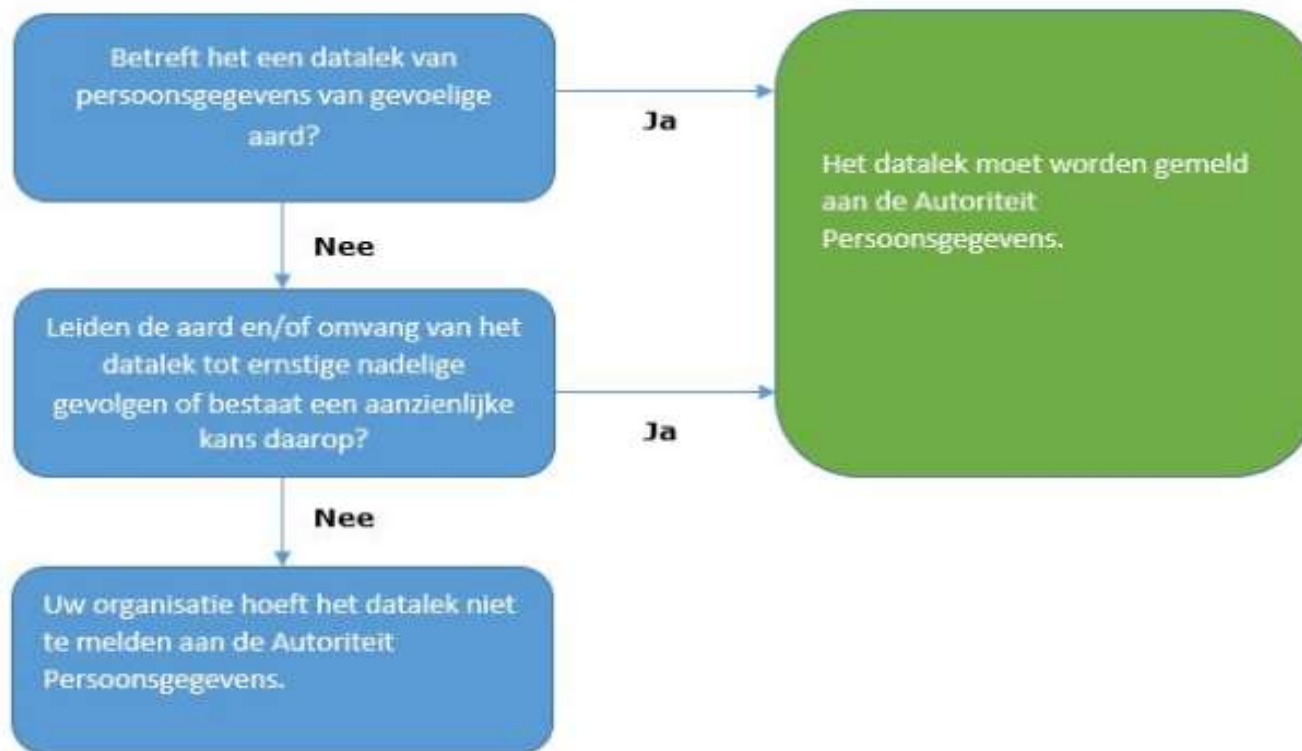 Betreft het een datalek van
persoonsgegevens van gevoelige
aard?
Ja
Het datalek moet worden gemeld
aan de Autoriteit
Persoonsgegevens.
Nee
Leiden de aard en/of omvang van het
datalek tot ernstige nadelige
gevolgen of bestaat een aanzienlijke
kans daarop?
Ja
Nee
Uw organisatie hoeft het datalek niet
te melden aan de Autoriteit
Persoonsgegevens.